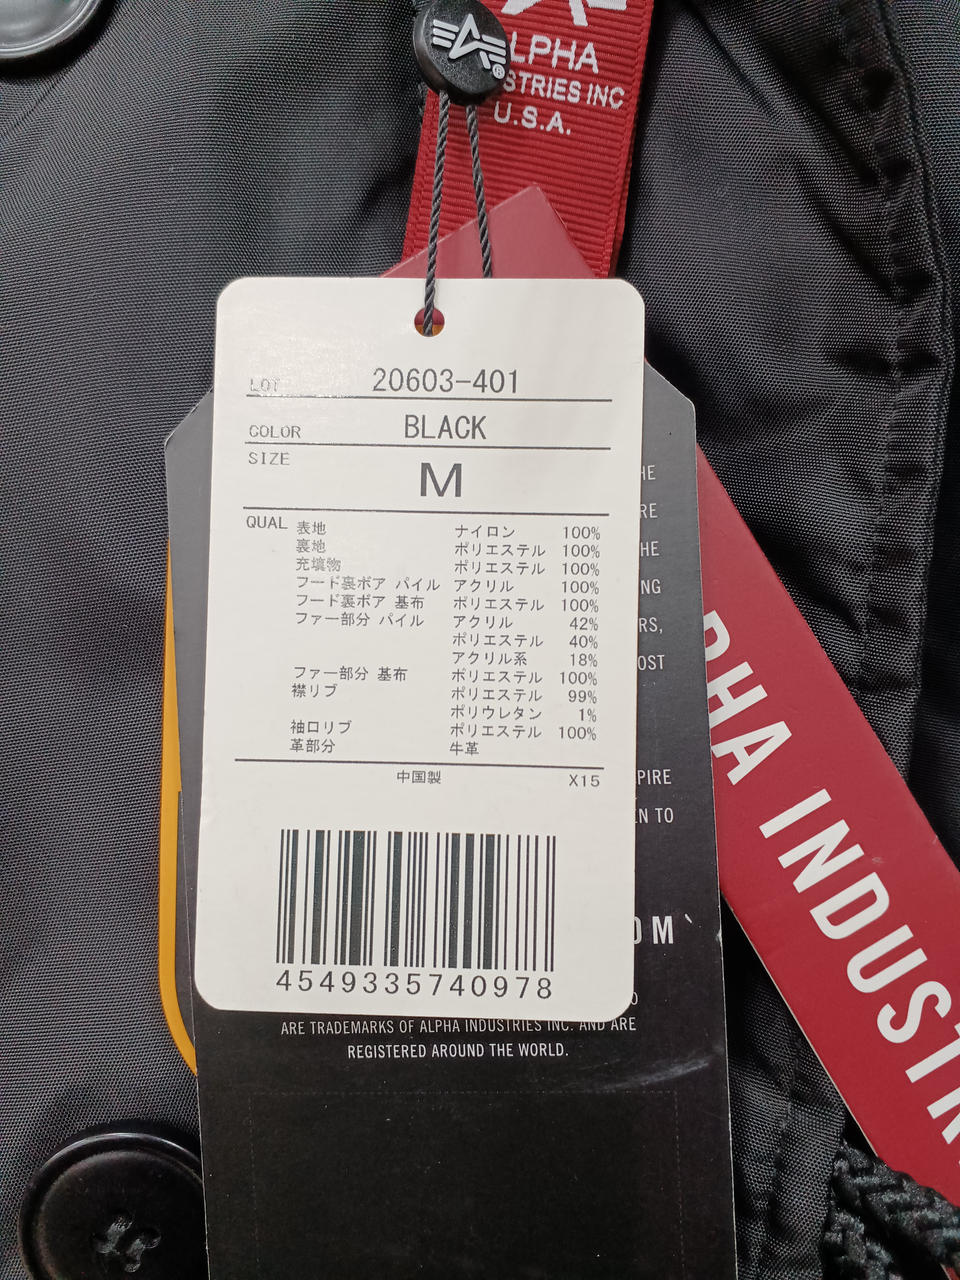 ALPHA
INDUSTRIES INC
U.S.A.
®
LOT 20603-401
COLOR BLACK
SIZE M
QUAL 表地 ナイロン 100%
裏地 ポリエステル 100%
充填物 ポリエステル 100%
フード裏ボア パイル アクリル 100%
フード裏ボア 基布 ポリエステル 100%
ファー部分 パイル アクリル 42%
ポリエステル 40%
アクリル系 18%
ファー部分 基布 ポリエステル 100%
襟リブ ポリエステル 99%
ポリウレタン 1%
袖口リブ ポリエステル 100%
革部分 牛革
中国製 X15
4549335740978
TO
ARE TRADEMARKS OF ALPHA INDUSTRIES INC. AND ARE
REGISTERED AROUND THE WORLD.
PHA INDUSTR